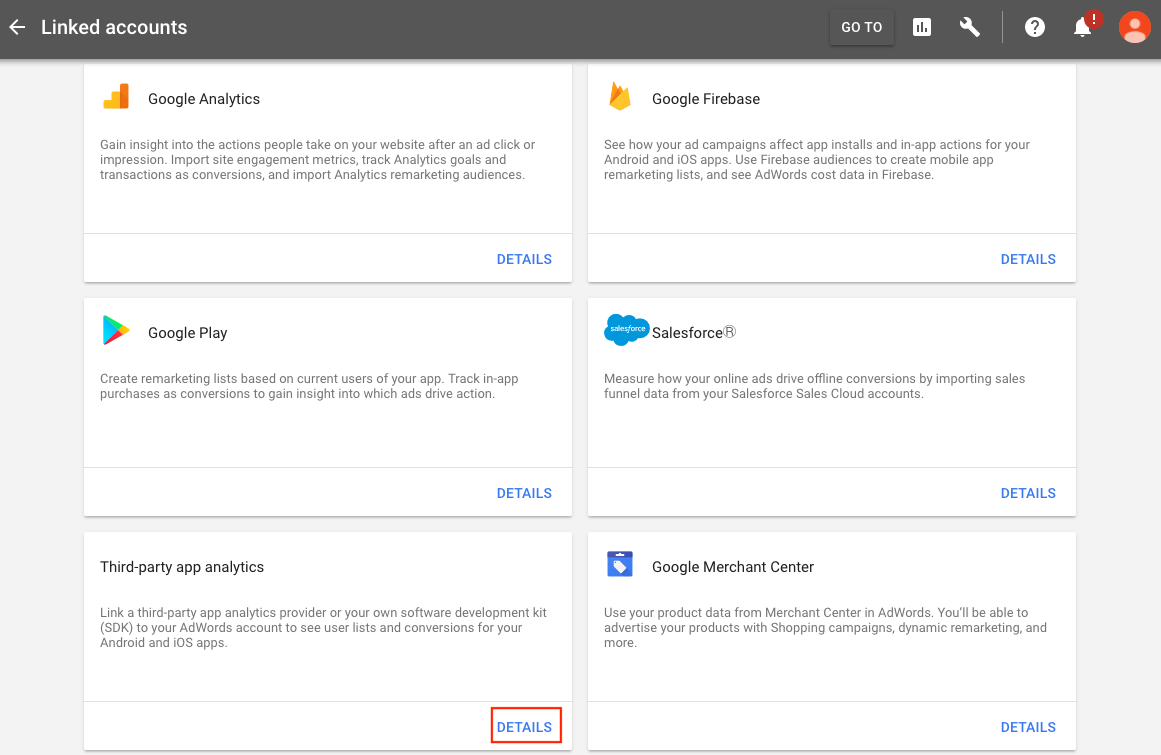 Linked accounts
GO TO
!
Google Analytics
Gain insight into the actions people take on your website after an ad click or
impression. Import site engagement metrics, track Analytics goals and
transactions as conversions, and import Analytics remarketing audiences.
DETAILS
Google Firebase
See how your ad campaigns affect app installs and in-app actions for your
Android and iOS apps. Use Firebase audiences to create mobile app
remarketing lists, and see AdWords cost data in Firebase.
DETAILS
Google Play
Create remarketing lists based on current users of your app. Track in-app
purchases as conversions to gain insight into which ads drive action.
DETAILS
salesforce
Salesforce®
Measure how your online ads drive offline conversions by importing sales
funnel data from your Salesforce Sales Cloud accounts.
DETAILS
Third-party app analytics
Link a third-party app analytics provider or your own software development kit
(SDK) to your AdWords account to see user lists and conversions for your
Android and iOS apps.
DETAILS
Google Merchant Center
Use your product data from Merchant Center in AdWords. You’ll be able to
advertise your products with Shopping campaigns, dynamic remarketing, and
more.
DETAILS